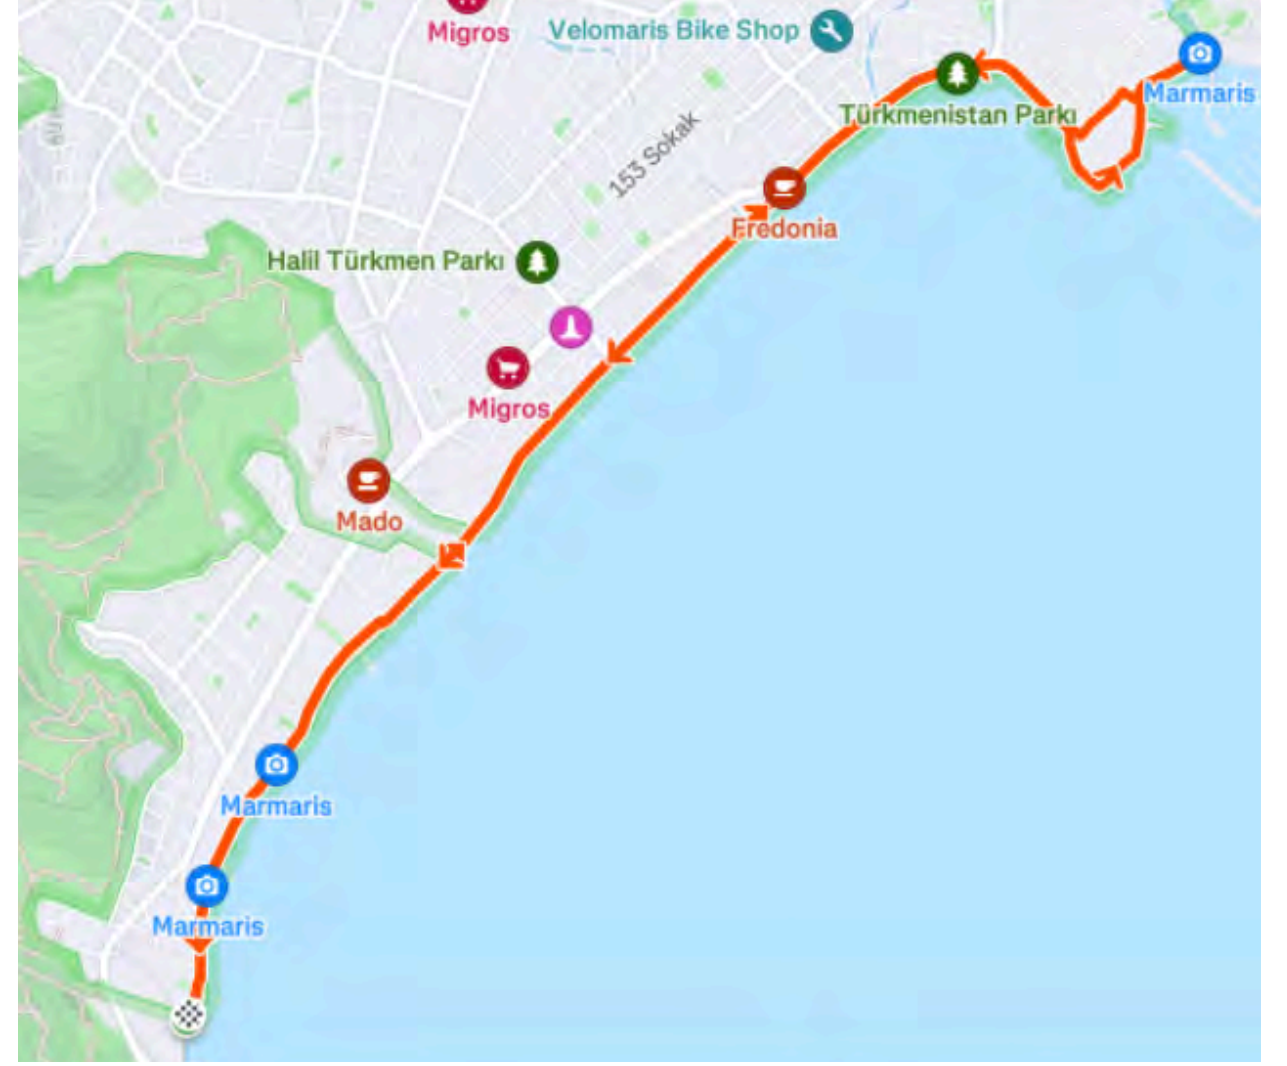 Migros
Velomaris Bike Shop
Marmaris
Türkmenistan Parkı
153 Sokak
Fredonia
Halil Türkmen Parkı
Migros
Mado
Marmaris
Marmaris